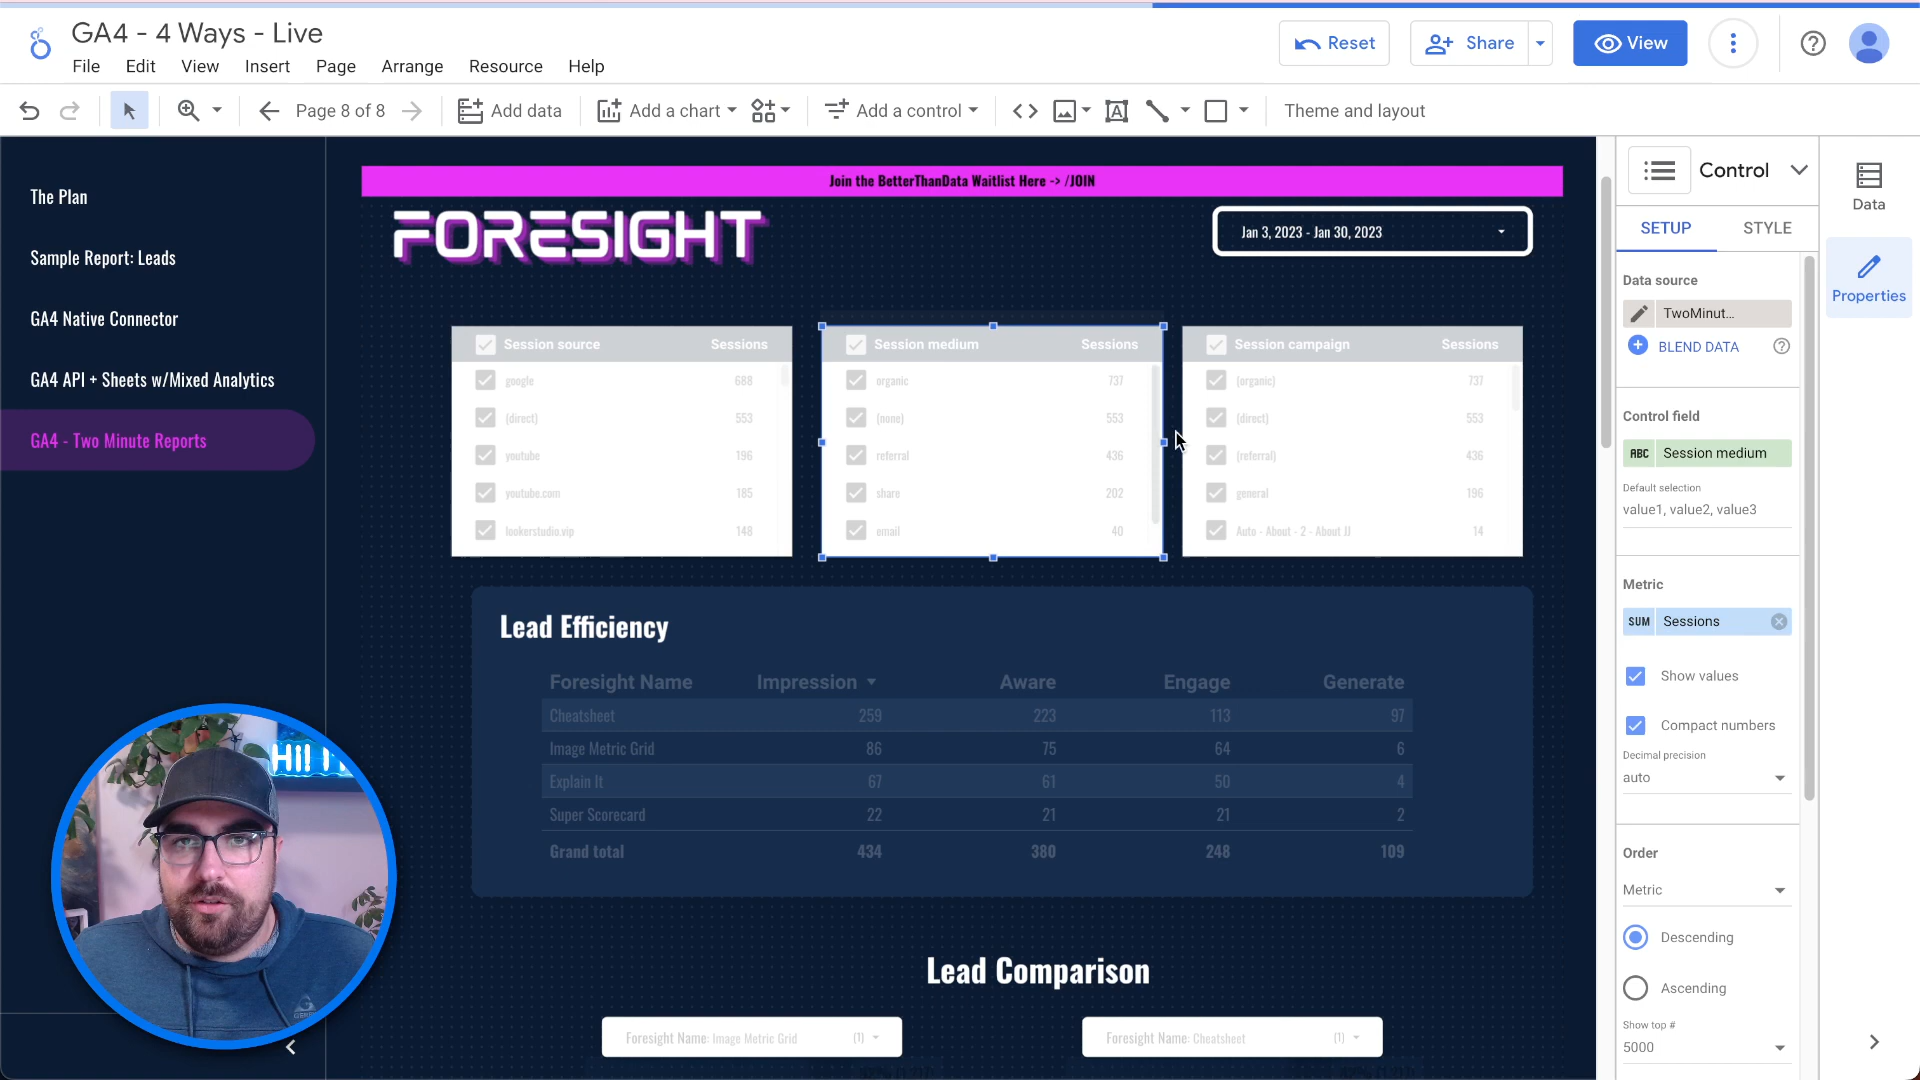 GA4 - 4 Ways - Live
File Edit View Insert Page Arrange Resource Help
Reset
Share
View
Page 8 of 8
Add data
Add a chart
Add a control
Theme and layout
The Plan
Sample Report: Leads
GA4 Native Connector
GA4 API + Sheets w/Mixed Analytics
GA4 - Two Minute Reports
Join the BetterThanData Waitlist Here -> /JOIN
FORESIGHT
Jan 3, 2023 - Jan 30, 2023
Session source Sessions
google 688
(direct) 553
youtube 196
youtube.com 185
lookerstudio.vip 148
Session medium Sessions
organic 737
(none) 553
referral 436
share 202
email 40
Session campaign Sessions
(organic) 737
(direct) 553
(referral) 436
general 196
Auto - About - 2 - About JJ 14
Lead Efficiency
Foresight Name Impression Aware Engage Generate
Cheatsheet 259 223 113 97
Image Metric Grid 86 75 64 6
Explain It 67 61 50 4
Super Scorecard 22 21 21 2
Grand total 434 380 248 109
Lead Comparison
Foresight Name: Image Metric Grid (1)
Foresight Name: Cheatsheet (1)
Control
SETUP STYLE
Data source
TwoMinut...
BLEND DATA
Control field
ABC Session medium
Default selection
value1, value2, value3
Metric
SUM Sessions
Show values
Compact numbers
Decimal precision
auto
Order
Metric
Descending
Ascending
Show top #
5000
Data
Properties